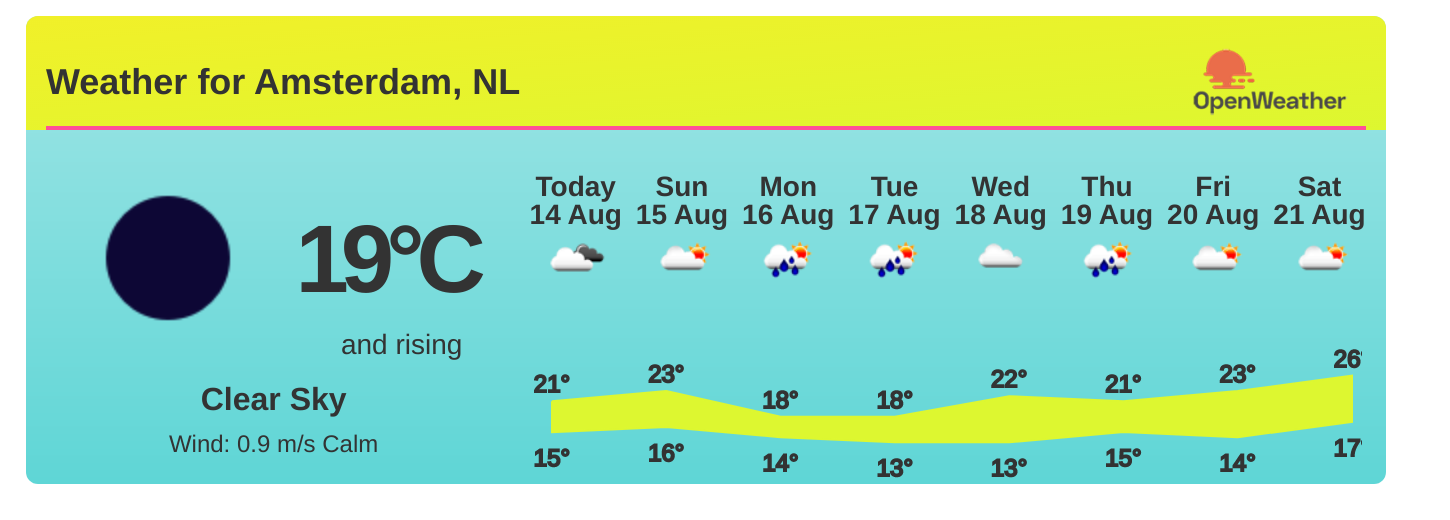 Weather for Amsterdam, NL
OpenWeather
19°C
and rising
Clear Sky
Wind: 0.9 m/s Calm
Today Sun Mon Tue Wed Thu Fri Sat
14 Aug 15 Aug 16 Aug 17 Aug 18 Aug 19 Aug 20 Aug 21 Aug
21° 23° 18° 18° 22° 21° 23° 26°
15° 16° 14° 13° 13° 15° 14° 17